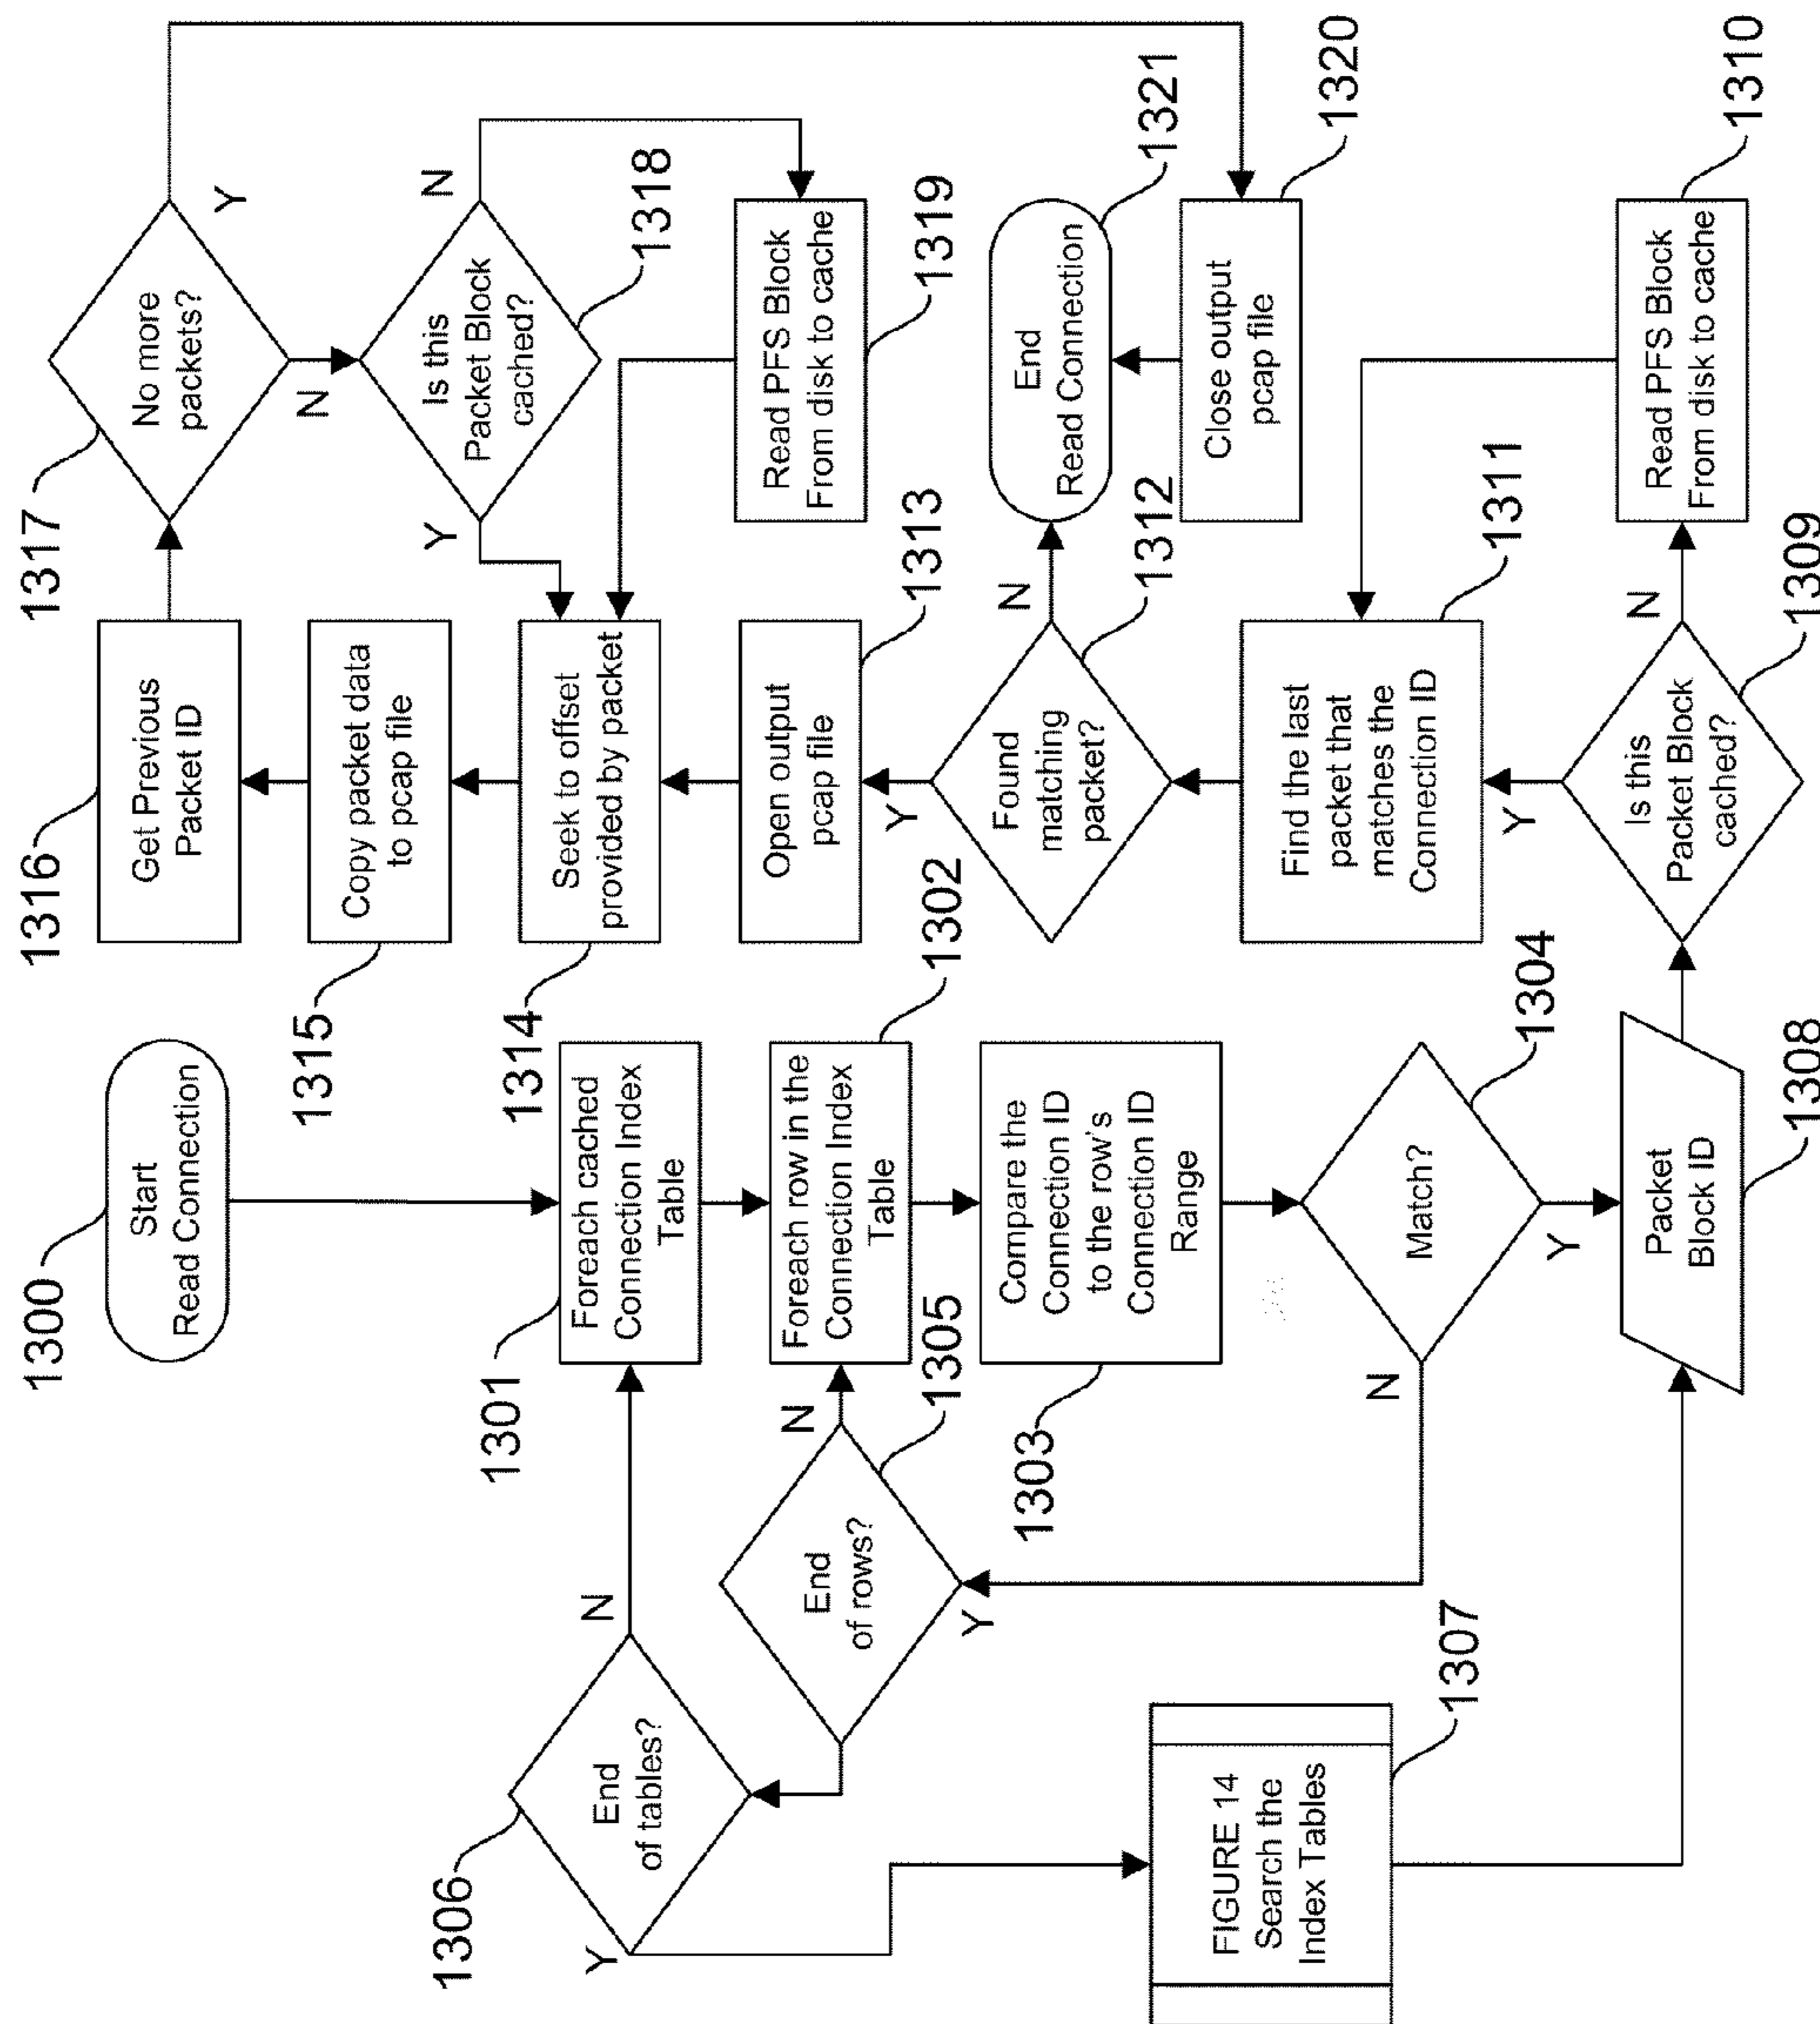 1300
Start
Read Connection
1301
Foreach cached
Connection Index
Table
1302
Foreach row in the
Connection Index
Table
1303
Compare the
Connection ID
to the row's
Connection ID
Range
1304
Match?
N
Y
1305
End
of rows?
N
Y
1306
End
of tables?
N
Y
1307
FIGURE 14
Search the
Index Tables
1308
Packet
Block ID
1309
Is this
Packet Block
cached?
N
Y
1310
Read PFS Block
From disk to cache
1311
Find the last
packet that
matches the
Connection ID
1312
Found
matching
packet?
N
Y
1313
Open output
pcap file
1314
Seek to offset
provided by packet
1315
Copy packet data
to pcap file
1316
Get Previous
Packet ID
1317
No more
packets?
Y
N
1318
Is this
Packet Block
cached?
Y
N
1319
Read PFS Block
From disk to cache
1320
Close output
pcap file
1321
End
Read Connection